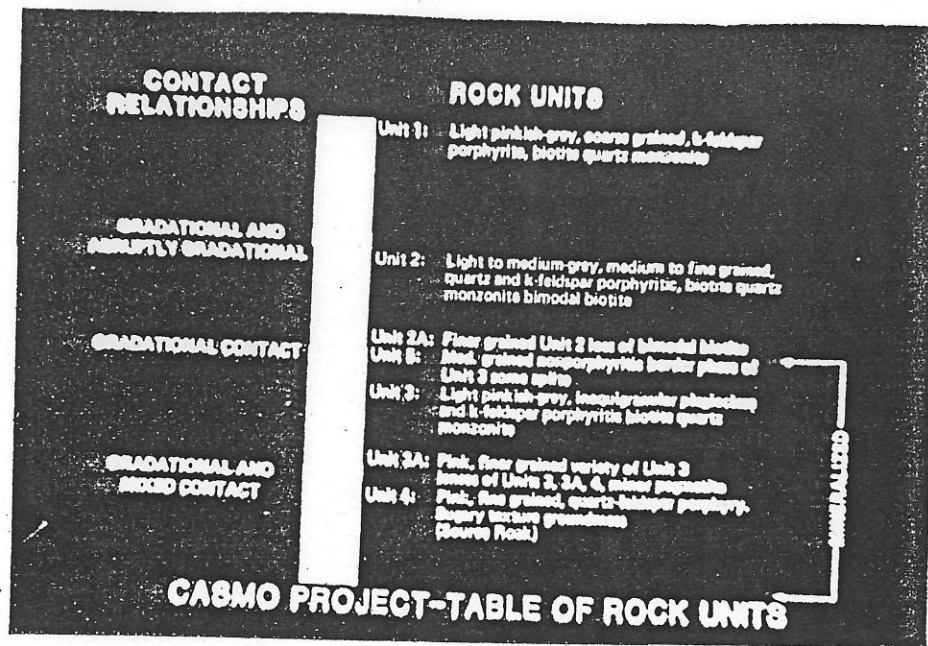 CONTACT
RELATIONSHIPS
ROCK UNITS
Unit 1: Light pinkish-grey, coarse grained, k-feldspar
porphyrite, biotite quartz monzonite
GRADATIONAL AND
ABRUPTLY GRADATIONAL
Unit 2: Light to medium-grey, medium to fine grained,
quartz and k-feldspar porphyritic, biotite quartz
monzonite bimodal biotite
GRADATIONAL CONTACT
Unit 2A: Finer grained Unit 2 loss of bimodal biotite
Unit 5: Med. grained nonporphyritic border phase of
Unit 3 some aplite
Unit 3: Light pinkish-grey, inequigranular plagioclase
and k-feldspar porphyritic biotite quartz
monzonite
GRADATIONAL AND
MIXED CONTACT
Unit 3A: Pink, finer grained variety of Unit 3
lenses of Units 3, 3A, 4, minor pegmatite
Unit 4: Pink, fine grained, quartz-feldspar porphyry,
Sugary texture groundmass
(Source Rock)
MINERALIZED
CASMO PROJECT-TABLE OF ROCK UNITS